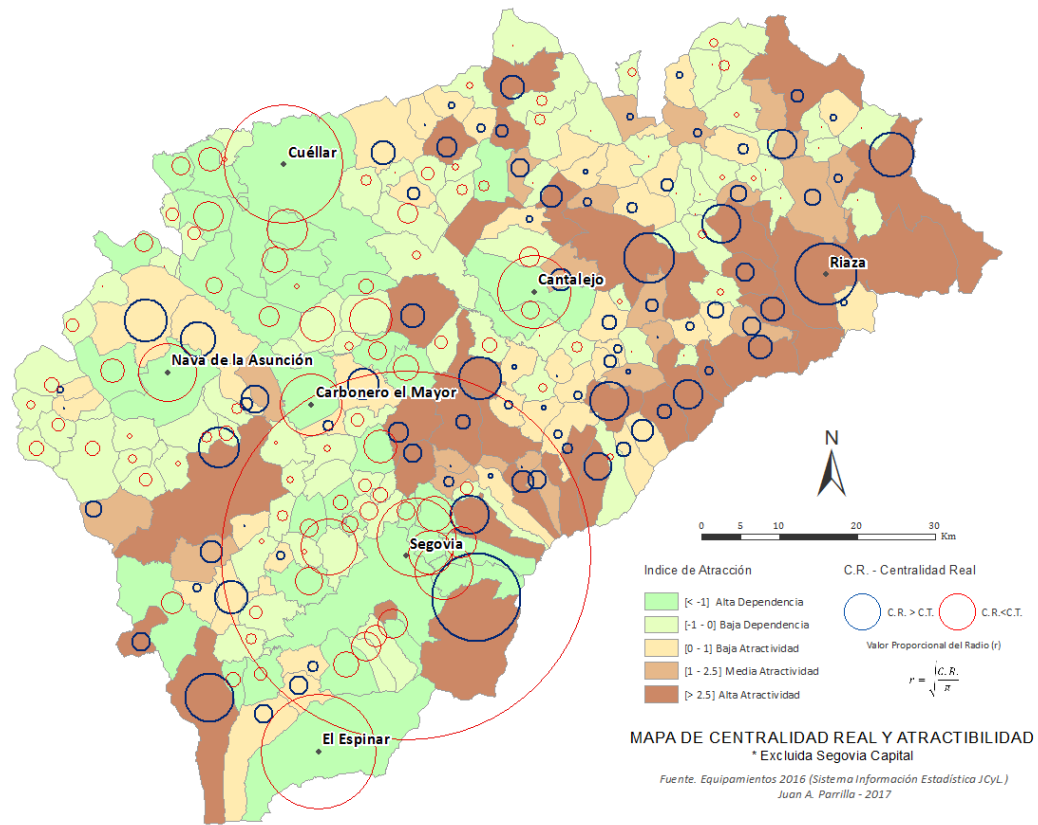 Cuéllar
Riaza
Cantalejo
Nava de la Asunción
Carbonero el Mayor
N
0 5 10 20 30
Km
Segovia
Indice de Atracción
C.R. - Centralidad Real
[< -1] Alta Dependencia
[-1 - 0] Baja Dependencia
[0 - 1] Baja Atractividad
[1 - 2.5] Media Atractividad
[> 2.5] Alta Atractividad
C.R. > C.T.
C.R.<C.T.
Valor Proporcional del Radio (r)
r = √(C.R./π)
El Espinar
MAPA DE CENTRALIDAD REAL Y ATRACTIBILIDAD
* Excluida Segovia Capital
Fuente. Equipamientos 2016 (Sistema Información Estadística JCyL.)
Juan A. Parrilla - 2017